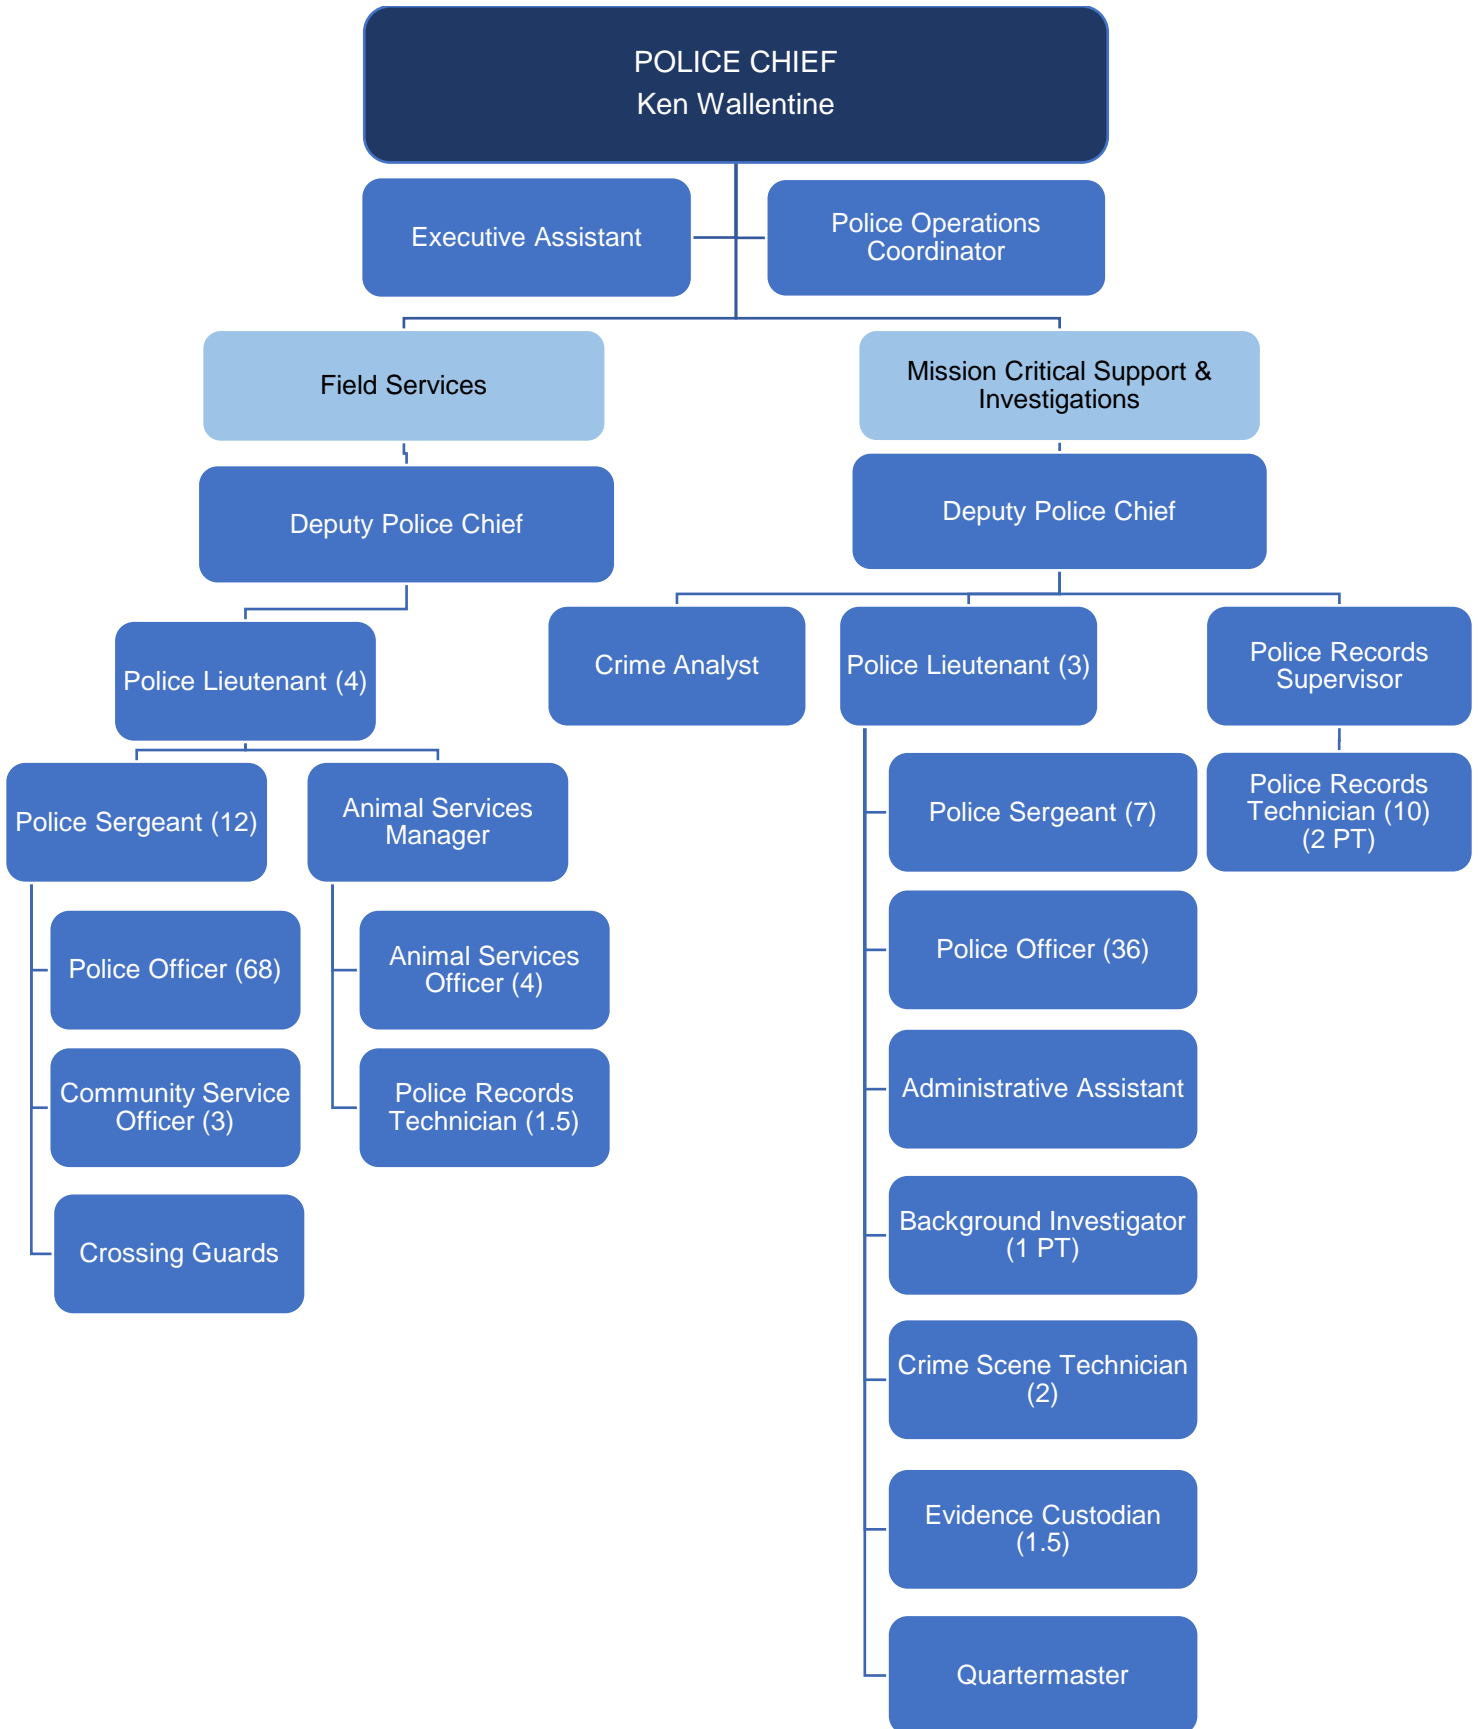 POLICE CHIEF
Ken Wallentine
Executive Assistant
Police Operations
Coordinator
Field Services
Mission Critical Support &
Investigations
Deputy Police Chief
Deputy Police Chief
Police Lieutenant (4)
Crime Analyst
Police Lieutenant (3)
Police Records
Supervisor
Police Sergeant (12)
Animal Services
Manager
Police Officer (68)
Community Service
Officer (3)
Crossing Guards
Animal Services
Officer (4)
Police Records
Technician (1.5)
Police Sergeant (7)
Police Officer (36)
Administrative Assistant
Background Investigator
(1 PT)
Crime Scene Technician
(2)
Evidence Custodian
(1.5)
Quartermaster
Police Records
Technician (10)
(2 PT)